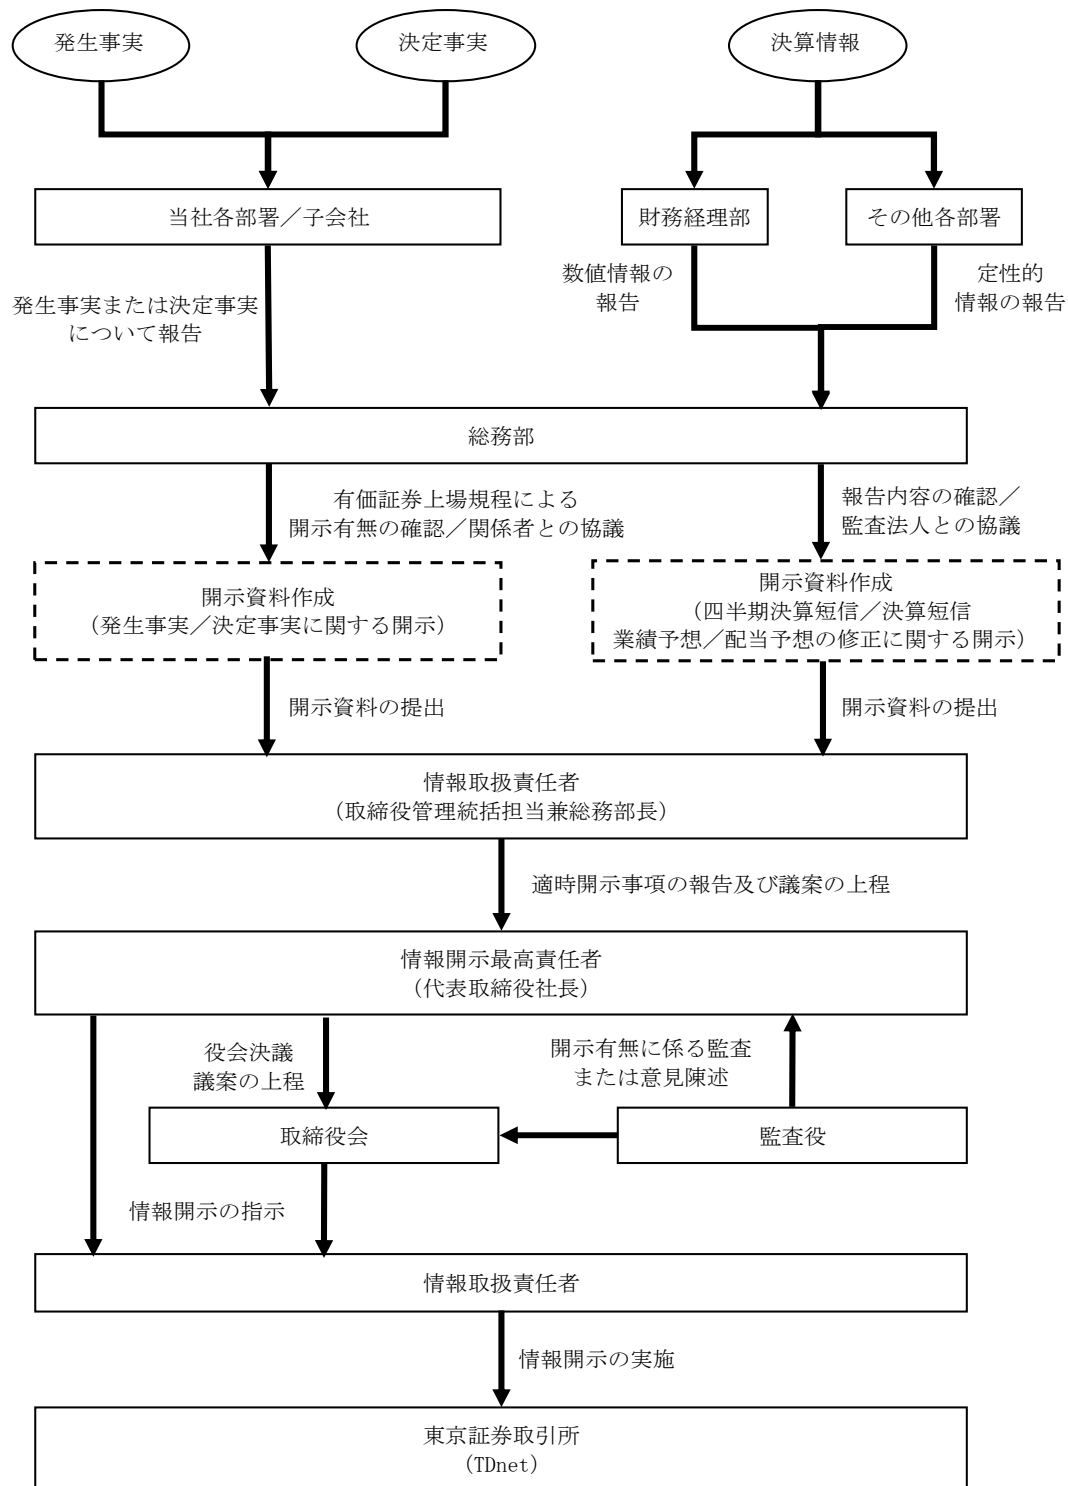 発生事実
決定事実
決算情報
当社各部署／子会社
財務経理部
その他各部署
発生事実または決定事実
について報告
数値情報の
報告
定性的
情報の報告
総務部
有価証券上場規程による
開示有無の確認／関係者との協議
報告内容の確認／
監査法人との協議
開示資料作成
（発生事実／決定事実に関する開示）
開示資料作成
（四半期決算短信／決算短信
業績予想／配当予想の修正に関する開示）
開示資料の提出
開示資料の提出
情報取扱責任者
（取締役管理統括担当兼総務部長）
適時開示事項の報告及び議案の上程
情報開示最高責任者
（代表取締役社長）
役会決議
議案の上程
開示有無に係る監査
または意見陳述
取締役会
監査役
情報開示の指示
情報取扱責任者
情報開示の実施
東京証券取引所
（TDnet）